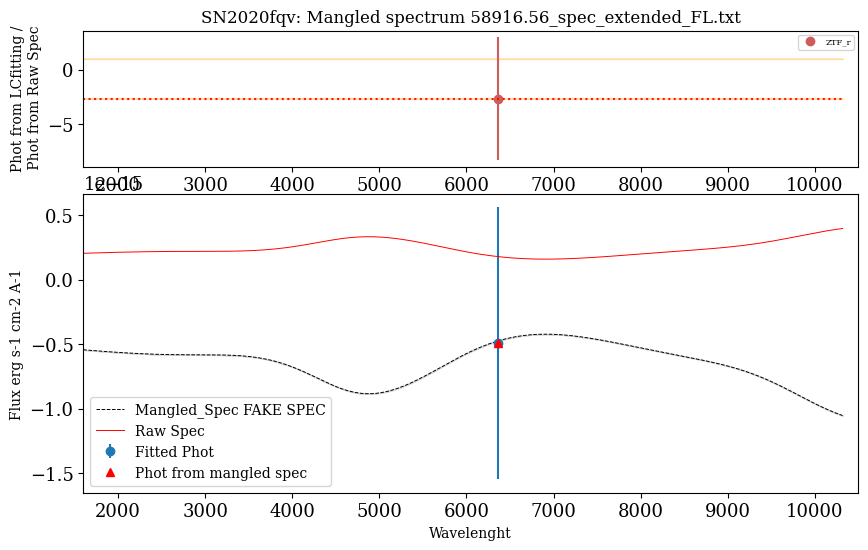 SN2020fqv: Mangled spectrum 58916.56_spec_extended_FL.txt
Phot from LCfitting /
Phot from Raw Spec
0
−5
ZTF_r
2000 3000 4000 5000 6000 7000 8000 9000 10000
1e−15
Flux erg s-1 cm-2 A-1
0.5
0.0
−0.5
−1.0
−1.5
Mangled_Spec FAKE SPEC
Raw Spec
Fitted Phot
Phot from mangled spec
2000 3000 4000 5000 6000 7000 8000 9000 10000
Wavelenght